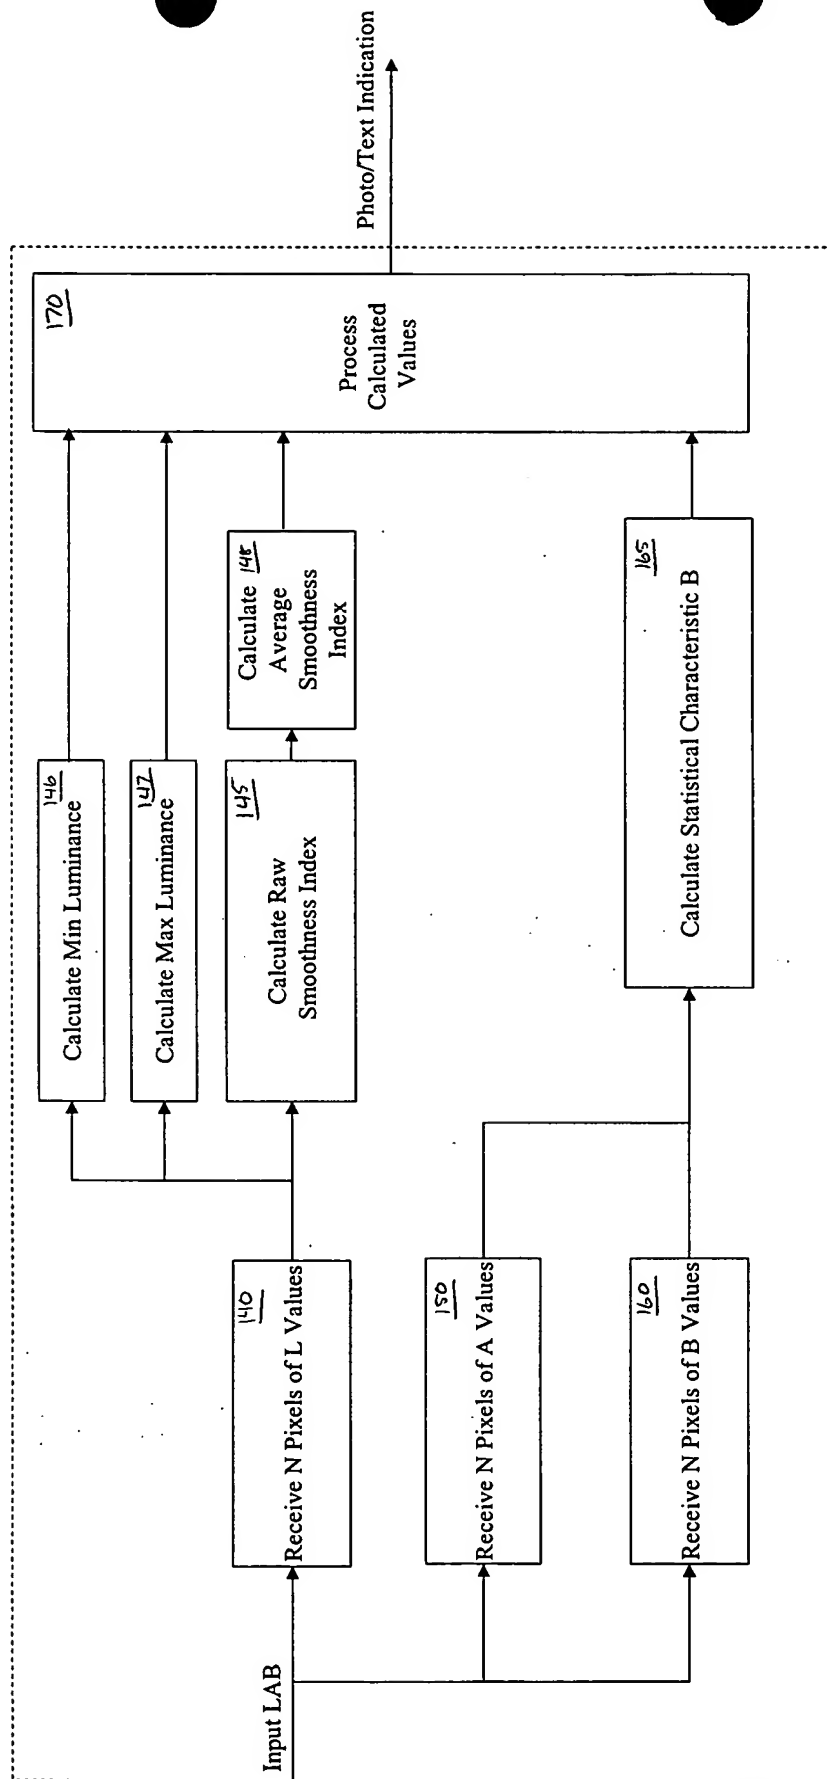 Input LAB
140
Receive N Pixels of L Values
150
Receive N Pixels of A Values
160
Receive N Pixels of B Values
146
Calculate Min Luminance
147
Calculate Max Luminance
145
Calculate Raw
Smoothness Index
148
Calculate
Average
Smoothness
Index
165
Calculate Statistical Characteristic B
170
Process
Calculated
Values
Photo/Text Indication